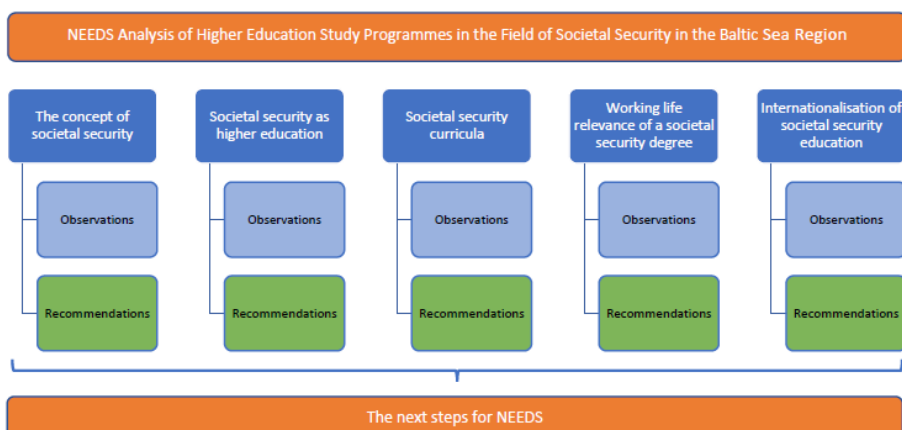 NEEDS Analysis of Higher Education Study Programmes in the Field of Societal Security in the Baltic Sea Region
The concept of
societal security
Societal security as
higher education
Societal security
curricula
Working life
relevance of a societal
security degree
Internationalisation of
societal security
education
Observations
Observations
Observations
Observations
Observations
Recommendations
Recommendations
Recommendations
Recommendations
Recommendations
The next steps for NEEDS